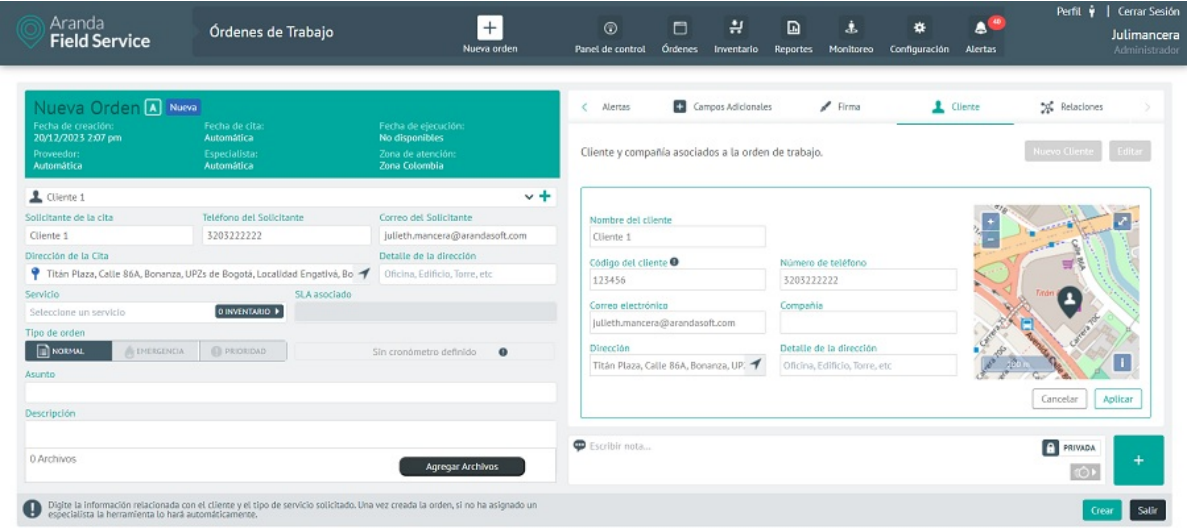 Aranda
Field Service
Órdenes de Trabajo
Nueva orden
Panel de control
Órdenes
Inventario
Reportes
Monitoreo
Configuración
Alertas
Perfil | Cerrar Sesión
Julimancera
Administrador
Nueva Orden A Nueva
Fecha de creación: Fecha de cita: Fecha de ejecución:
20/12/2023 2:07 pm Automática No disponibles
Proveedor: Especialista: Zona de atención:
Automática Automática Zona Colombia
Cliente 1
Solicitante de la cita Teléfono del Solicitante Correo del Solicitante
Cliente 1 3203222222 julieth.mancera@arandasoft.com
Dirección de la Cita Detalle de la dirección
Titán Plaza, Calle 86A, Bonanza, UPZs de Bogotá, Localidad Engativá, Bo Oficina, Edificio, Torre, etc
Servicio SLA asociado
Seleccione un servicio 0 INVENTARIO
Tipo de orden
NORMAL EMERGENCIA PRIORIDAD Sin cronómetro definido
Asunto
Descripción
0 Archivos Agregar Archivos
Alertas Campos Adicionales Firma Cliente Relaciones
Cliente y compañía asociados a la orden de trabajo. Nuevo Cliente Editar
Nombre del cliente
Cliente 1
Código del cliente Número de teléfono
123456 3203222222
Correo electrónico Compañía
julieth.mancera@arandasoft.com
Dirección Detalle de la dirección
Titán Plaza, Calle 86A, Bonanza, UP. Oficina, Edificio, Torre, etc
Cancelar Aplicar
Escribir nota... PRIVADA
Digite la información relacionada con el cliente y el tipo de servicio solicitado. Una vez creada la orden, si no ha asignado un
especialista la herramienta lo hará automáticamente.
Crear Salir